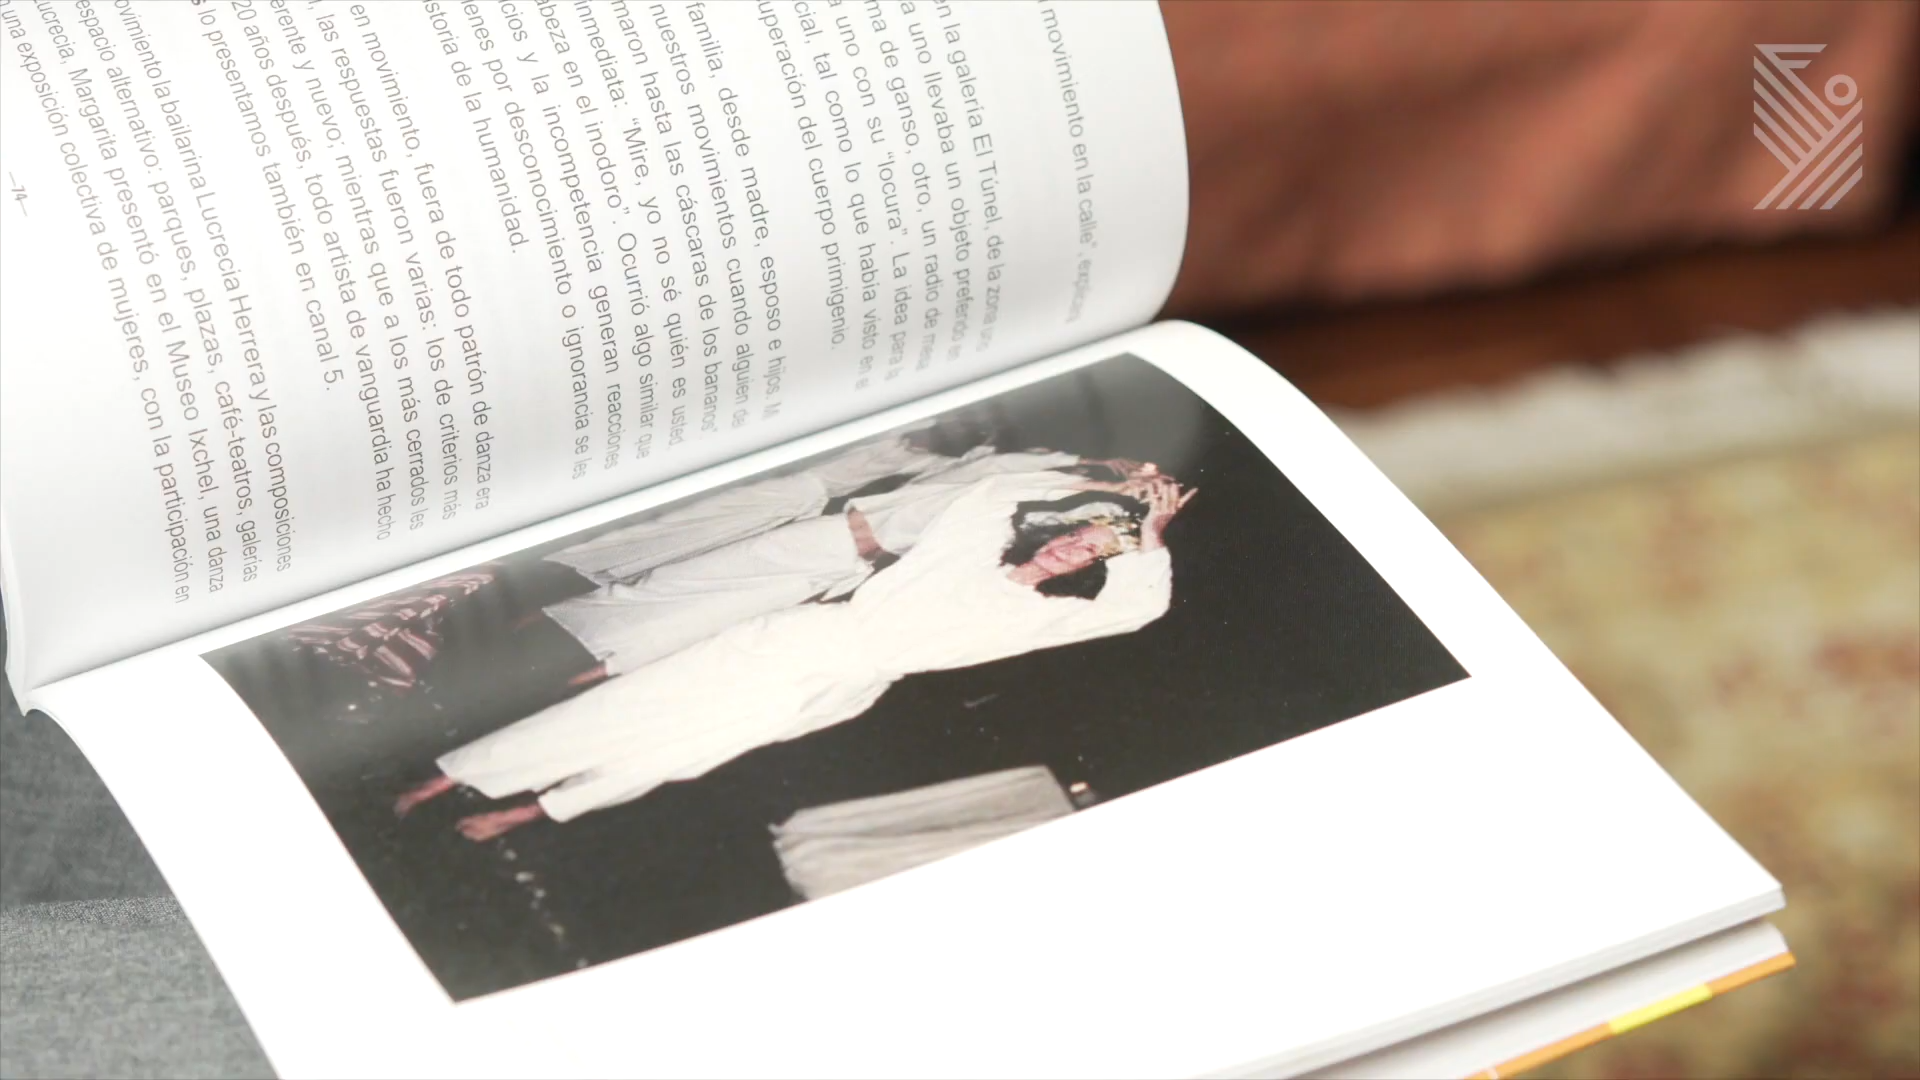 movimiento en la calle”, explica
en la galería El Túnel, de la zona uno
a uno llevaba un objeto preferido en
ma de ganso, otro, un radio de mesa
a uno con su “locura”. La idea para la
cial, tal como lo que había visto en el
uperación del cuerpo primigenio.
familia, desde madre, esposo e hijos. M
nuestros movimientos cuando alguien del
maron hasta las cáscaras de los bananos”
inmediata: “Mire, yo no sé quién es usted,
abeza en el inodoro”. Ocurrió algo similar que
cios y la incompetencia generan reacciones
enes por desconocimiento o ignorancia se les
storia de la humanidad.
en movimiento, fuera de todo patrón de danza era
, las respuestas fueron varias: los de criterios más
erente y nuevo; mientras que a los más cerrados les
20 años después, todo artista de vanguardia ha hecho
s lo presentamos también en canal 5.
ovimiento la bailarina Lucrecia Herrera y las composiciones
espacio alternativo: parques, plazas, café-teatros, galerías
Lucrecia, Margarita presentó en el Museo Ixchel, una danza
una exposición colectiva de mujeres, con la participación en
—74—